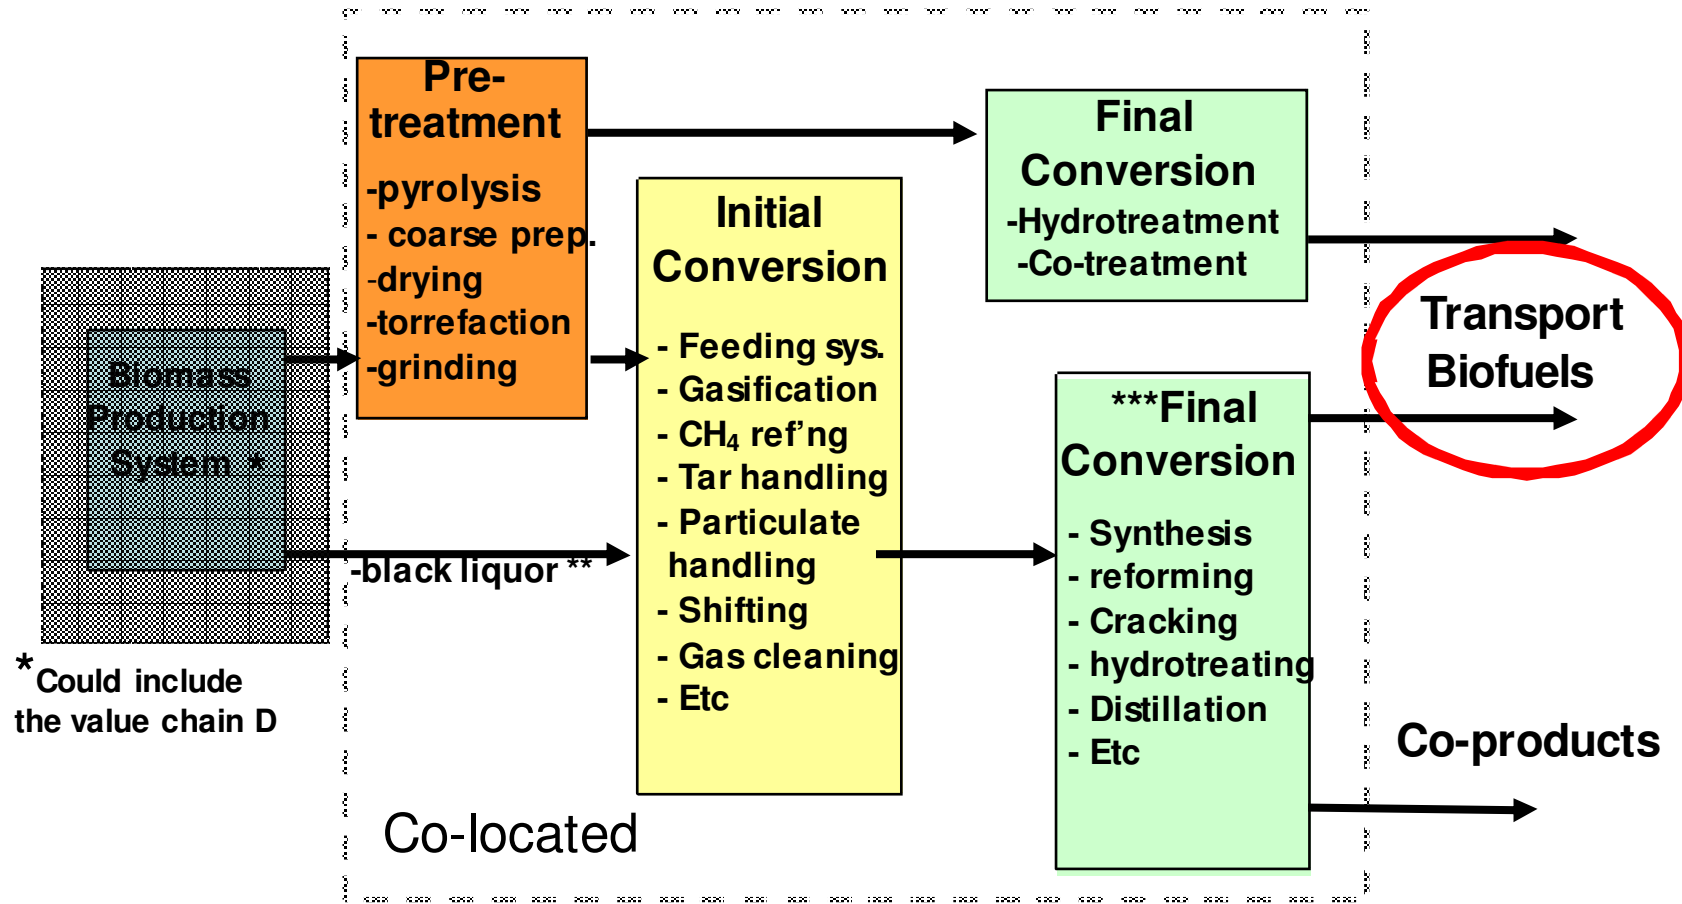 Pre-
treatment
-pyrolysis
- coarse prep.
-drying
-torrefaction
-grinding
Initial
Conversion
- Feeding sys.
- Gasification
- CH₄ ref’ng
- Tar handling
- Particulate
handling
- Shifting
- Gas cleaning
- Etc
Final
Conversion
-Hydrotreatment
-Co-treatment
***Final
Conversion
- Synthesis
- reforming
- Cracking
- hydrotreating
- Distillation
- Etc
Transport
Biofuels
Co-products
Biomass
Production
System *
-black liquor **
*Could include
the value chain D
Co-located